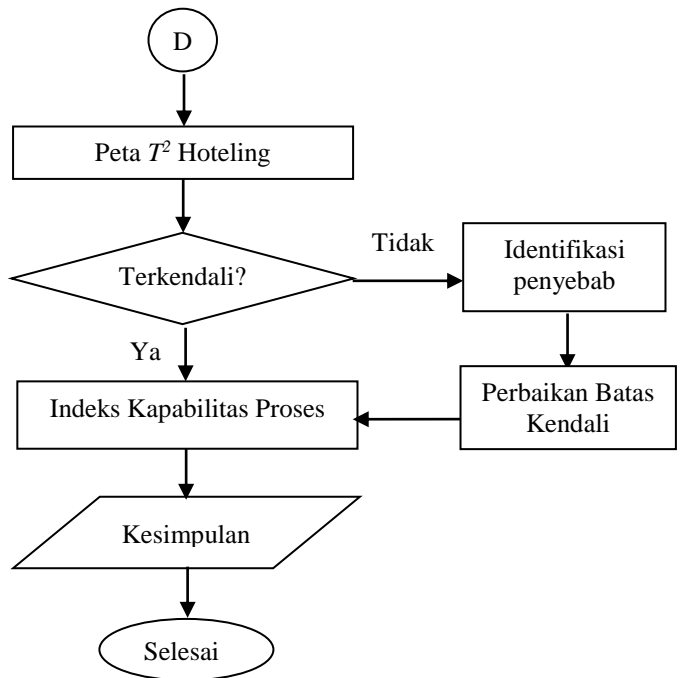 D
Peta T² Hoteling
Terkendali?
Tidak
Identifikasi
penyebab
Ya
Indeks Kapabilitas Proses
Perbaikan Batas
Kendali
Kesimpulan
Selesai